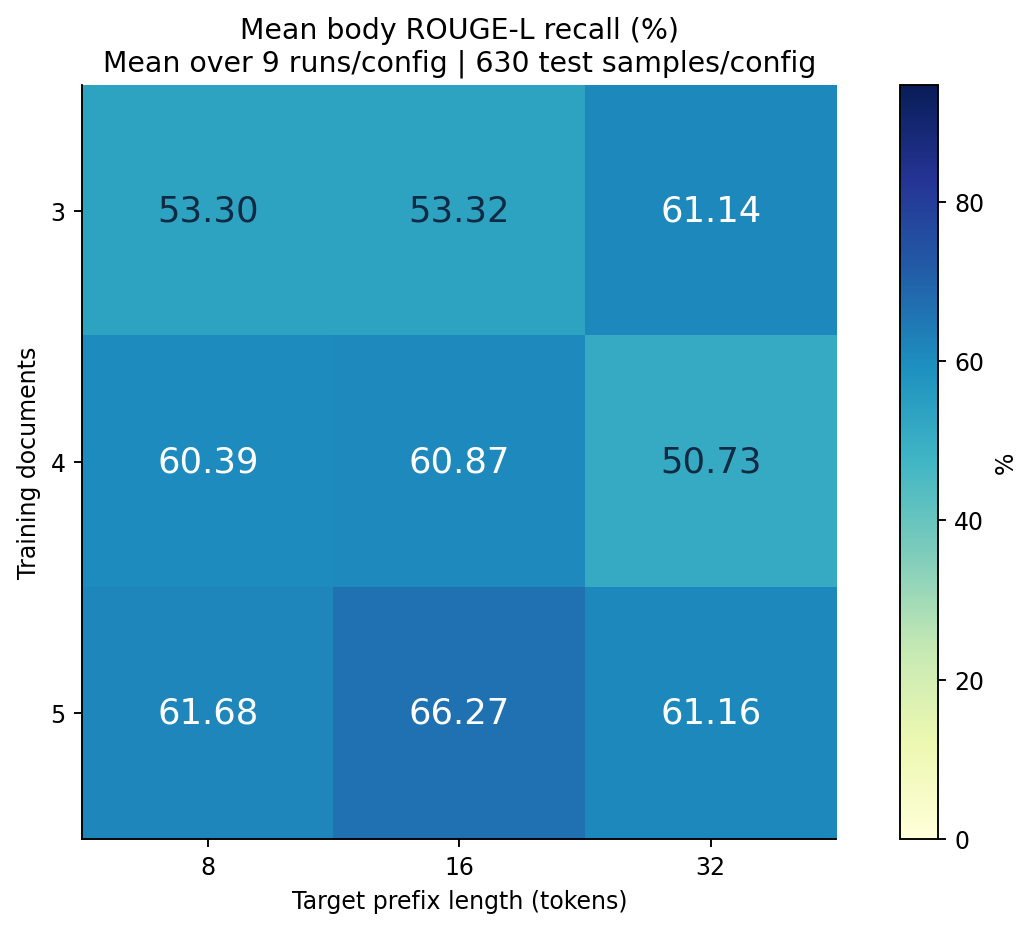 Mean body ROUGE-L recall (%)
Mean over 9 runs/config | 630 test samples/config
3
53.30 53.32 61.14
4
60.39 60.87 50.73
5
61.68 66.27 61.16
8 16 32
Target prefix length (tokens)
Training documents
80
60
40
20
0
%